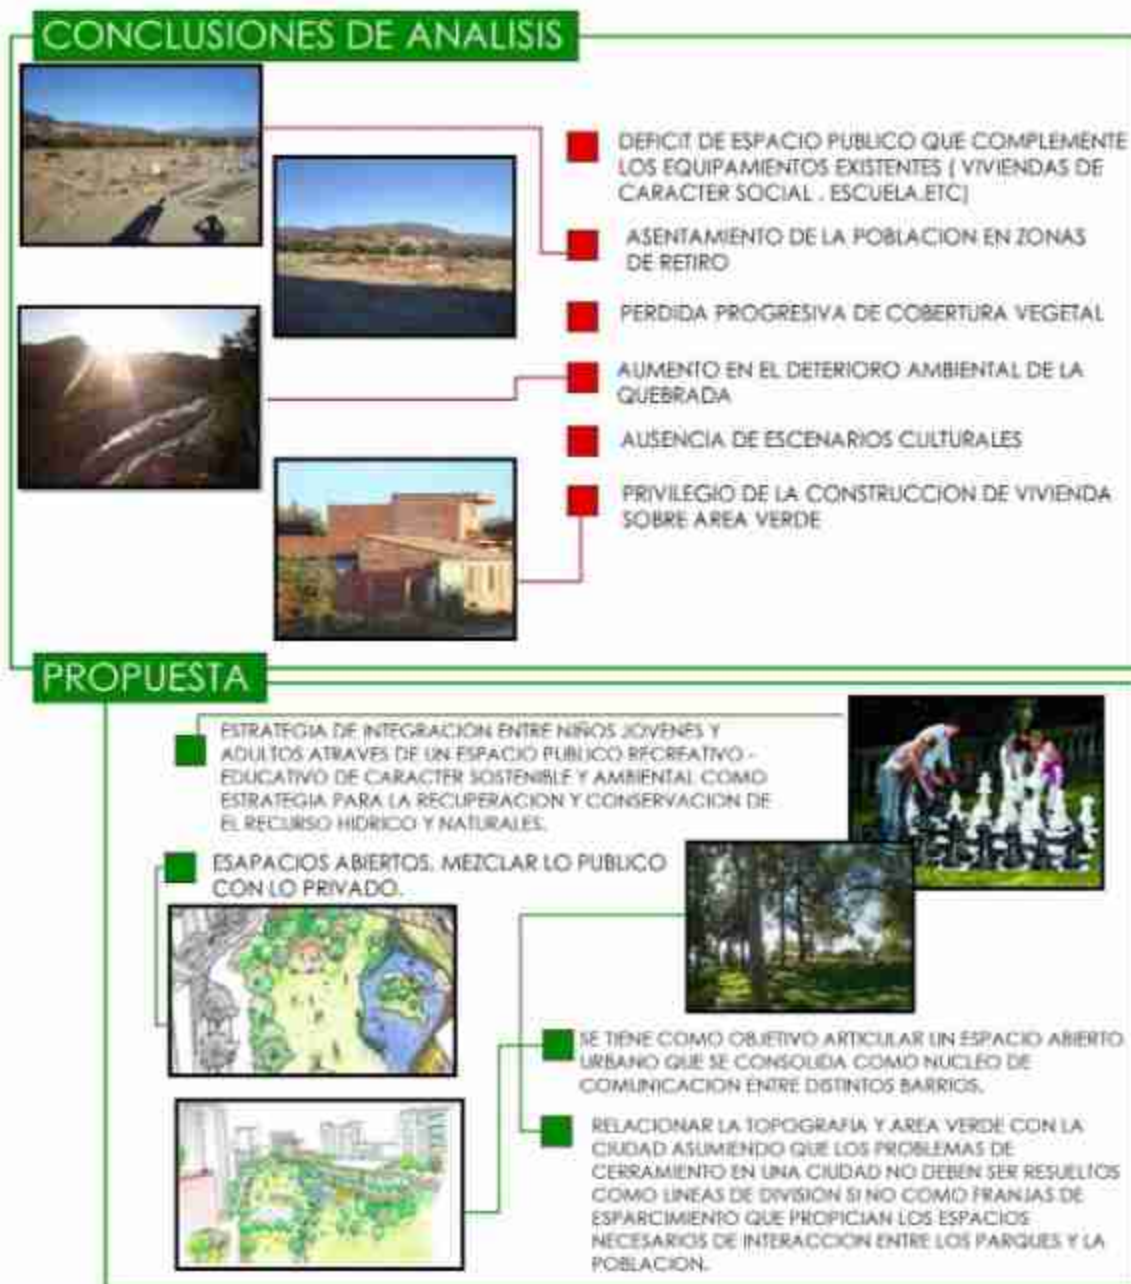 CONCLUSIONES DE ANALISIS
DEFICIT DE ESPACIO PUBLICO QUE COMPLEMENTE
LOS EQUIPAMIENTOS EXISTENTES ( VIVIENDAS DE
CARACTER SOCIAL . ESCUELA.ETC)
ASENTAMIENTO DE LA POBLACION EN ZONAS
DE RETIRO
PERDIDA PROGRESIVA DE COBERTURA VEGETAL
AUMENTO EN EL DETERIORO AMBIENTAL DE LA
QUEBRADA
AUSENCIA DE ESCENARIOS CULTURALES
PRIVILEGIO DE LA CONSTRUCCION DE VIVIENDA
SOBRE AREA VERDE
PROPUESTA
ESTRATEGIA DE INTEGRACION ENTRE NIÑOS JOVENES Y
ADULTOS ATRAVES DE UN ESPACIO PUBLICO RECREATIVO -
EDUCATIVO DE CARACTER SOSTENIBLE Y AMBIENTAL COMO
ESTRATEGIA PARA LA RECUPERACION Y CONSERVACION DE
EL RECURSO HIDRICO Y NATURALES.
ESAPACIOS ABIERTOS. MEZCLAR LO PUBLICO
CON LO PRIVADO.
SE TIENE COMO OBJETIVO ARTICULAR UN ESPACIO ABIERTO
URBANO QUE SE CONSOLIDA COMO NUCLEO DE
COMUNICACION ENTRE DISTINTOS BARRIOS.
RELACIONAR LA TOPOGRAFIA Y AREA VERDE CON LA
CIUDAD ASUMIENDO QUE LOS PROBLEMAS DE
CERRAMIENTO EN UNA CIUDAD NO DEBEN SER RESUELTOS
COMO LINEAS DE DIVISION SI NO COMO FRANJAS DE
ESPARCIMIENTO QUE PROPICIAN LOS ESPACIOS
NECESARIOS DE INTERACCION ENTRE LOS PARQUES Y LA
POBLACION.